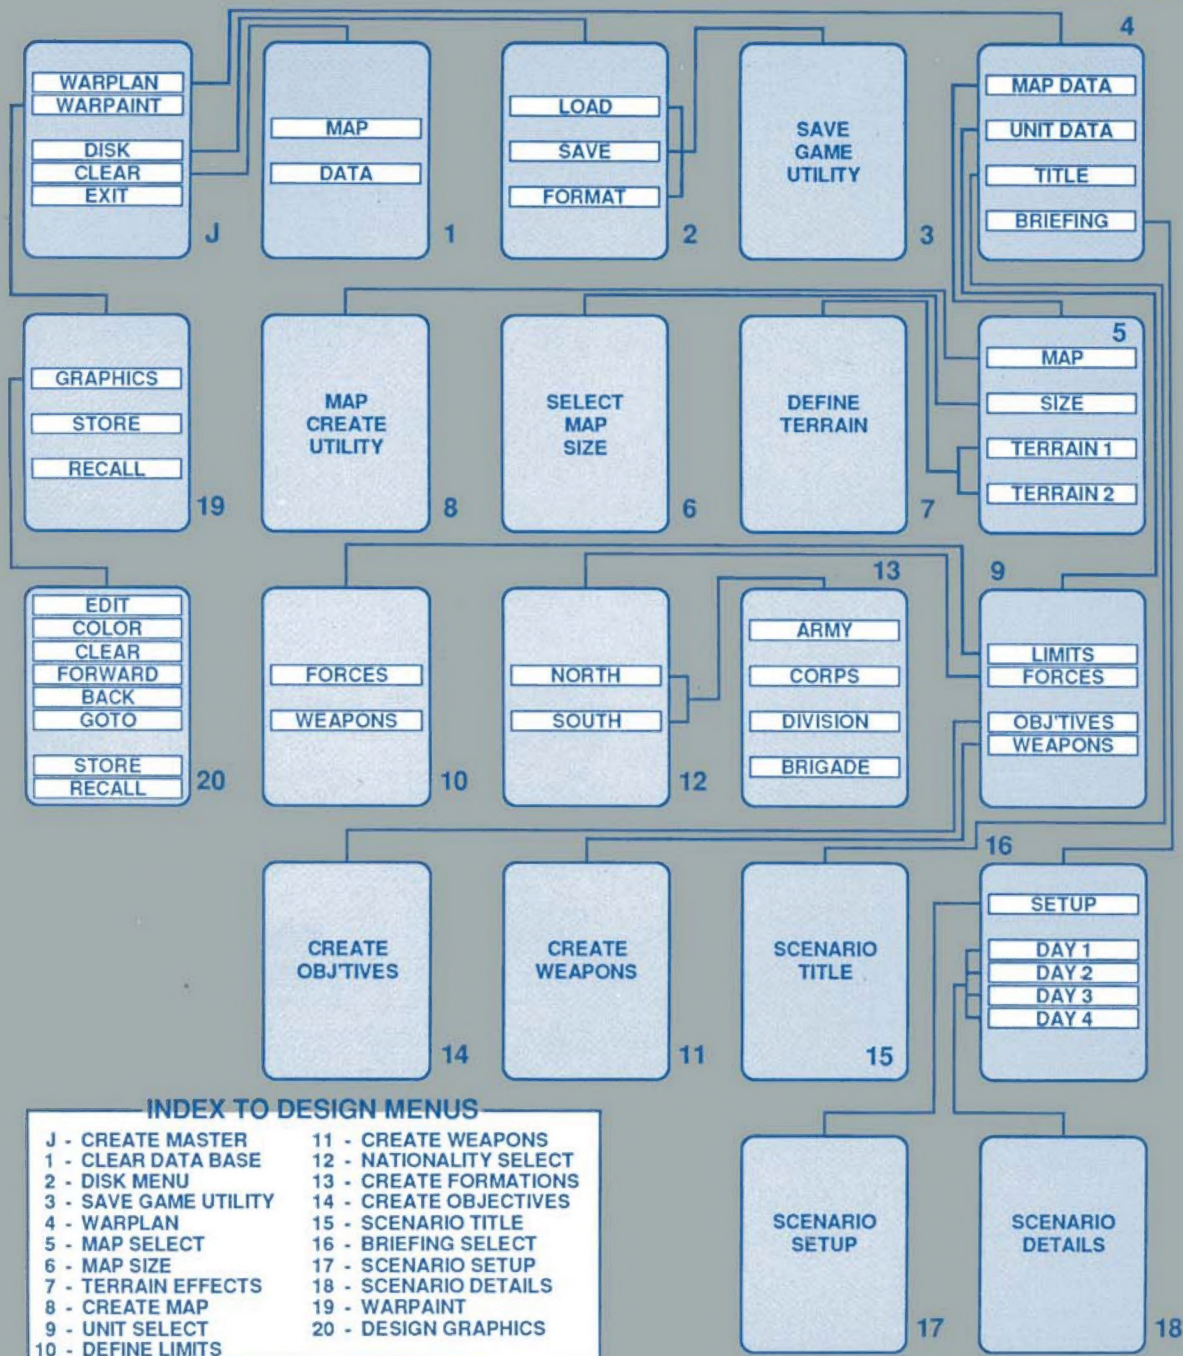 4
WARPLAN
WARPAINT
DISK
CLEAR
EXIT
J
MAP
DATA
1
LOAD
SAVE
FORMAT
2
SAVE
GAME
UTILITY
3
MAP DATA
UNIT DATA
TITLE
BRIEFING
GRAPHICS
STORE
RECALL
19
MAP
CREATE
UTILITY
8
SELECT
MAP
SIZE
6
DEFINE
TERRAIN
7
5
MAP
SIZE
TERRAIN 1
TERRAIN 2
EDIT
COLOR
CLEAR
FORWARD
BACK
GOTO
STORE
RECALL
20
FORCES
WEAPONS
10
NORTH
SOUTH
12
13
ARMY
CORPS
DIVISION
BRIGADE
9
LIMITS
FORCES
OBJ'TIVES
WEAPONS
CREATE
OBJ'TIVES
14
CREATE
WEAPONS
11
SCENARIO
TITLE
15
16
SETUP
DAY 1
DAY 2
DAY 3
DAY 4
SCENARIO
SETUP
17
SCENARIO
DETAILS
18
INDEX TO DESIGN MENUS
J - CREATE MASTER
1 - CLEAR DATA BASE
2 - DISK MENU
3 - SAVE GAME UTILITY
4 - WARPLAN
5 - MAP SELECT
6 - MAP SIZE
7 - TERRAIN EFFECTS
8 - CREATE MAP
9 - UNIT SELECT
10 - DEFINE LIMITS
11 - CREATE WEAPONS
12 - NATIONALITY SELECT
13 - CREATE FORMATIONS
14 - CREATE OBJECTIVES
15 - SCENARIO TITLE
16 - BRIEFING SELECT
17 - SCENARIO SETUP
18 - SCENARIO DETAILS
19 - WARPAINT
20 - DESIGN GRAPHICS